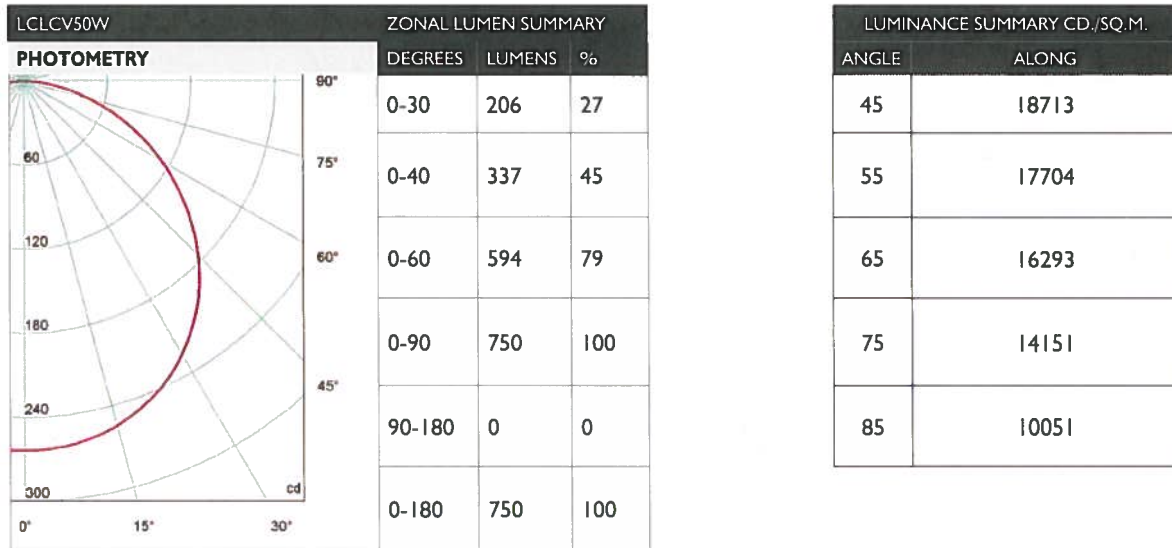 LCLCV50W
PHOTOMETRY
90°
60
75°
120
60°
180
45°
240
300
cd
0° 15° 30°
ZONAL LUMEN SUMMARY
DEGREES LUMENS %
0-30 206 27
0-40 337 45
0-60 594 79
0-90 750 100
90-180 0 0
0-180 750 100
LUMINANCE SUMMARY CD./SQ.M.
ANGLE ALONG
45 18713
55 17704
65 16293
75 14151
85 10051